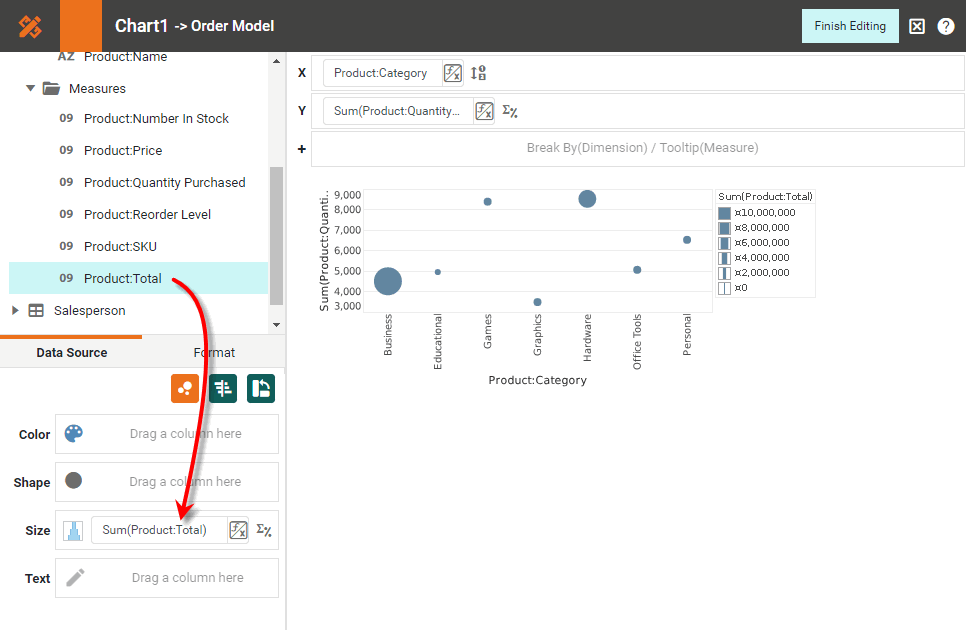 Chart1 -> Order Model
Finish Editing
?
AZ Product:Name
Measures
09 Product:Number In Stock
09 Product:Price
09 Product:Quantity Purchased
09 Product:Reorder Level
09 Product:SKU
09 Product:Total
Salesperson
Data Source Format
Color Drag a column here
Shape Drag a column here
Size Sum(Product:Total)
Text Drag a column here
X Product:Category
Y Sum(Product:Quantity...
+ Break By(Dimension) / Tooltip(Measure)
Sum(Product:Quanti..
9,000
8,000
7,000
6,000
5,000
4,000
3,000
Business
Educational
Games
Graphics
Hardware
Office Tools
Personal
Product:Category
Sum(Product:Total)
¤10,000,000
¤8,000,000
¤6,000,000
¤4,000,000
¤2,000,000
¤0